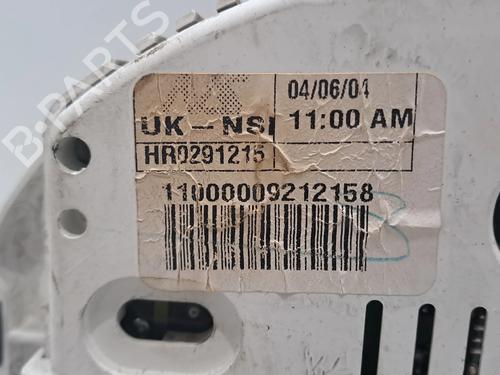 B-PARTS
04/06/04
UK-NSI 11:00 AM
HR0291215
11000009212158